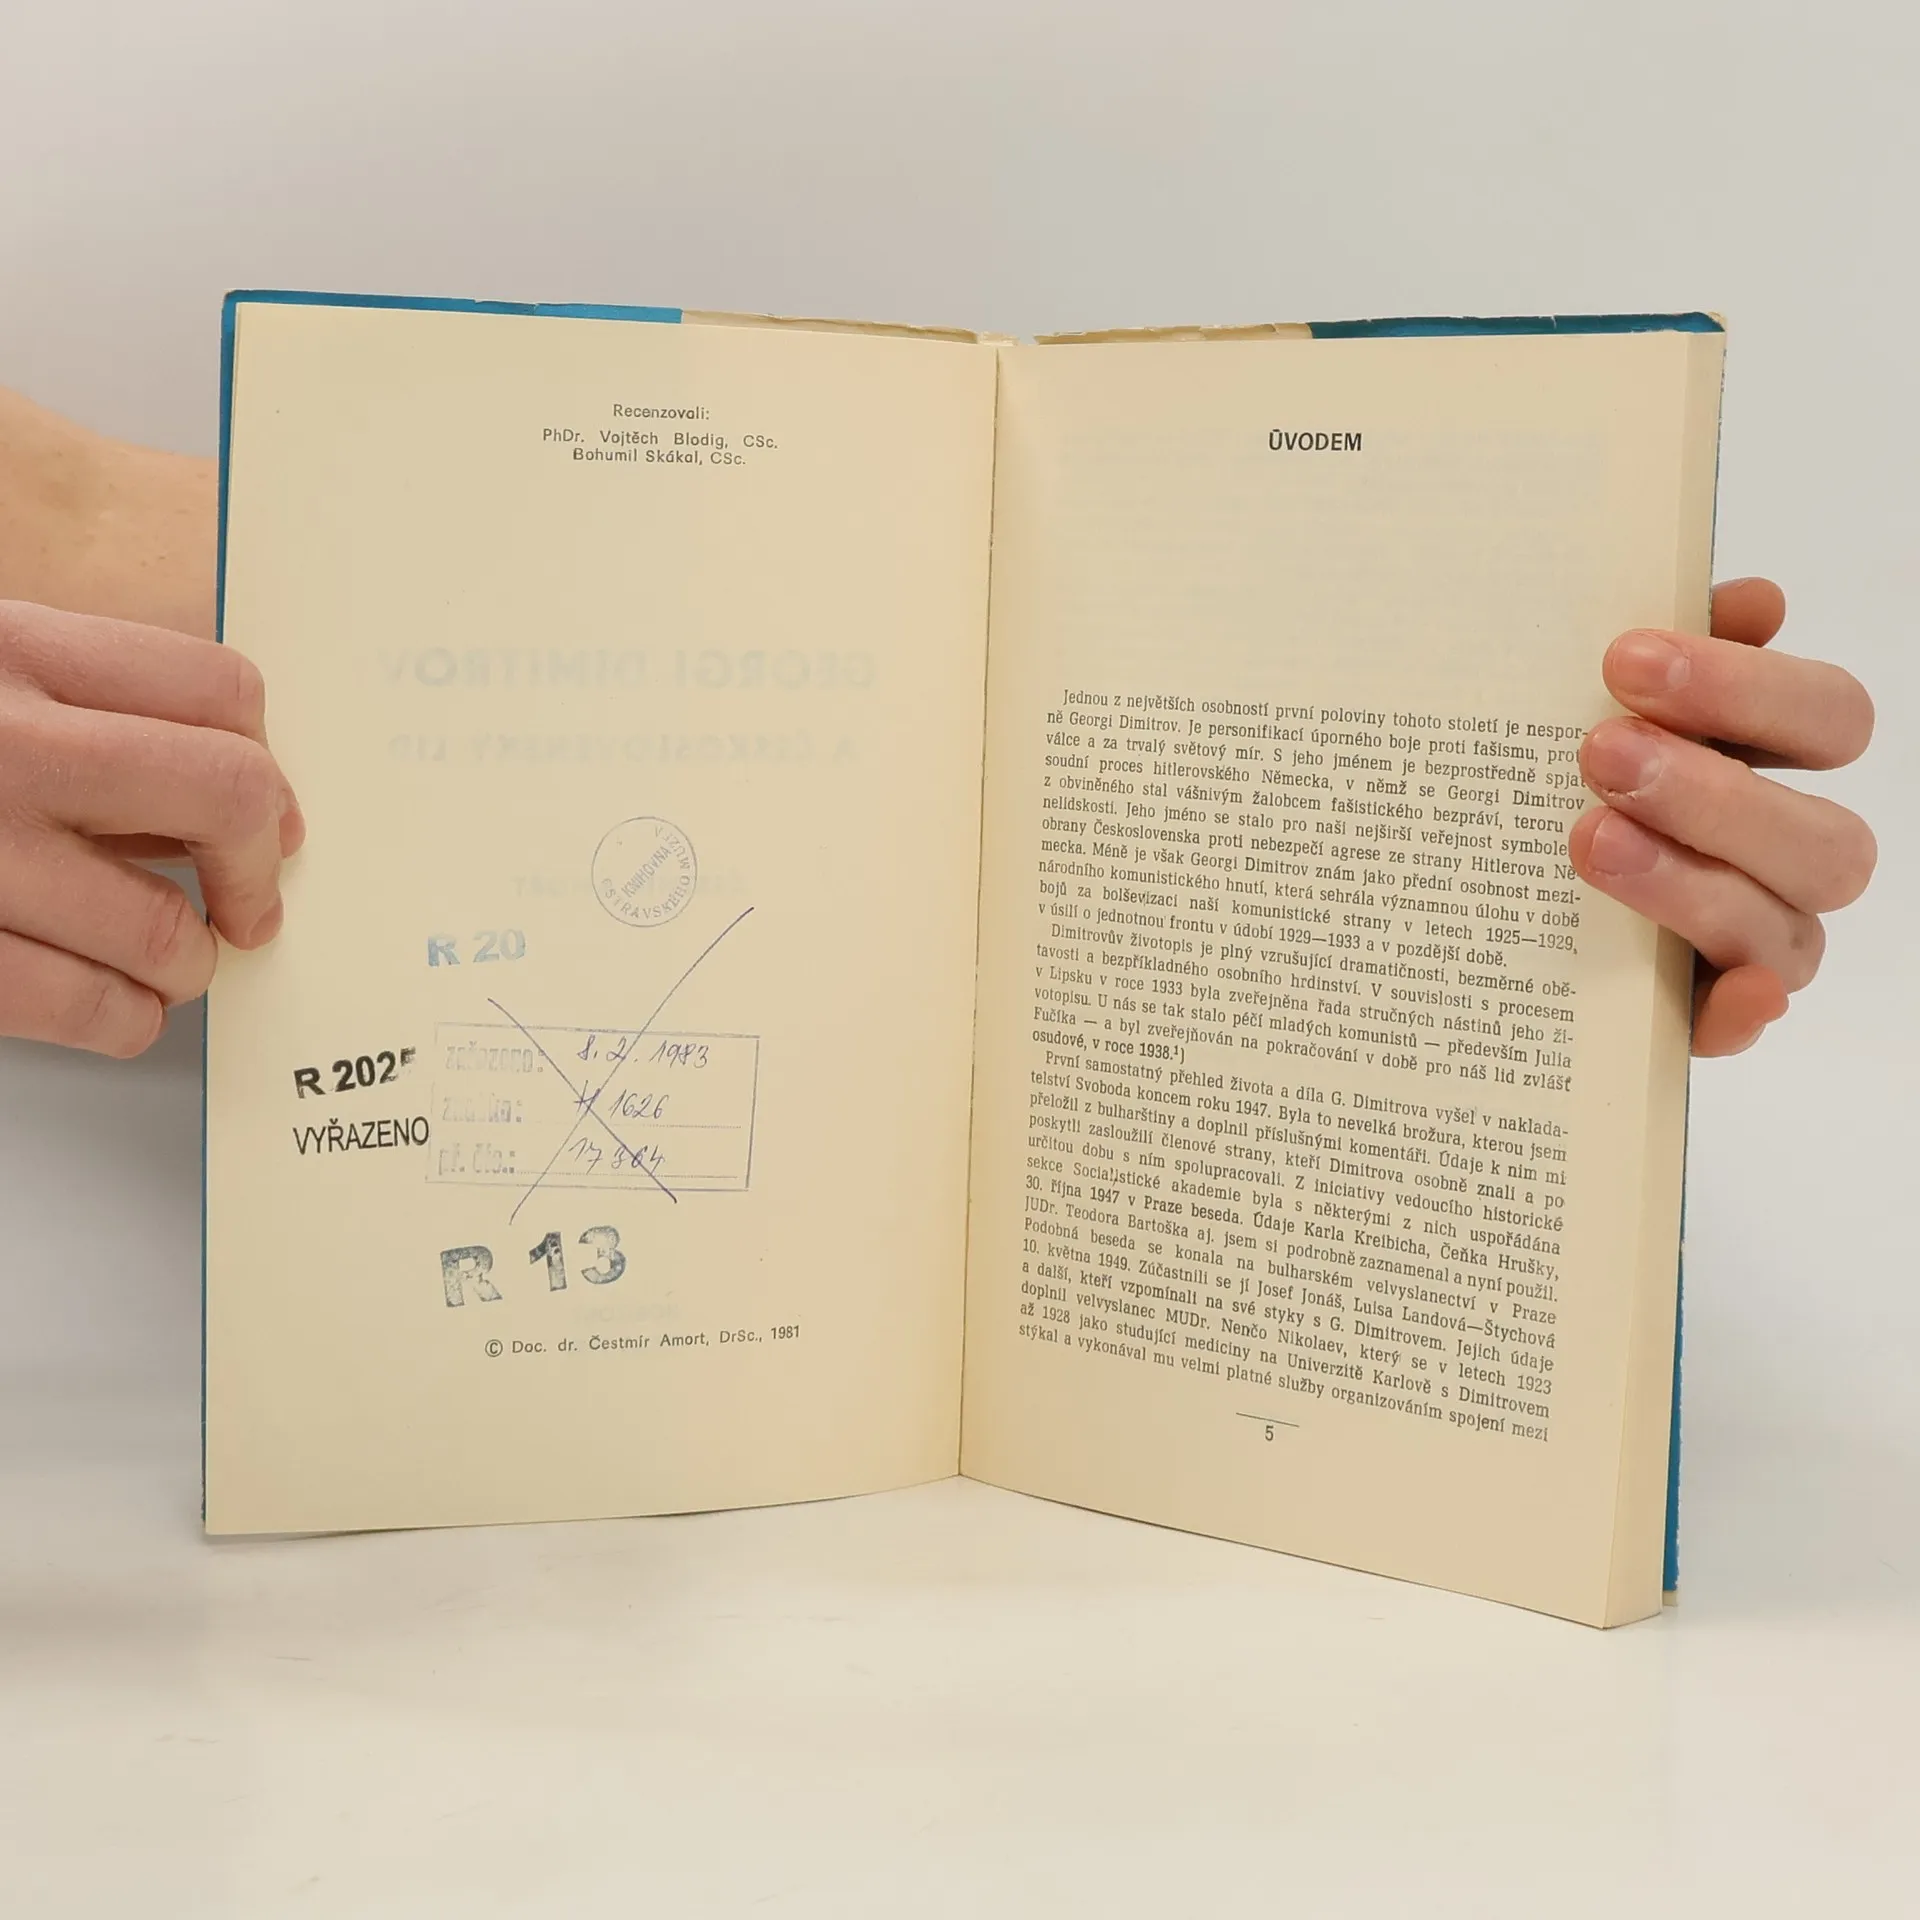 Recenzovali:
PhDr. Vojtěch Blodig, CSc.
Bohumil Skákal, CSc.
GEORGI DIMITROV
A ČESKOSLOVENSKÝ LID
KNIHOVNA
OSTRAVSKÉHO MUZEA
R 20
R 2025
VYŘAZENO
zařazeno: 8. 2. 1983
značka: H 1626
př. čís.: 17 364
R 13
© Doc. dr. Čestmír Amort, DrSc., 1981
ÚVODEM
Jednou z největších osobností první poloviny tohoto století je nespor-
ně Georgi Dimitrov. Je personifikací úporného boje proti fašismu, prot
válce a za trvalý světový mír. S jeho jménem je bezprostředně spjat
soudní proces hitlerovského Německa, v němž se Georgi Dimitrov
z obviněného stal vášnivým žalobcem fašistického bezpráví, teroru
nelidskosti. Jeho jméno se stalo pro naši nejširší veřejnost symbole
obrany Československa proti nebezpečí agrese ze strany Hitlerova Ně-
mecka. Méně je však Georgi Dimitrov znám jako přední osobnost mezi-
národního komunistického hnutí, která sehrála významnou úlohu v době
bojů za bolševizaci naší komunistické strany v letech 1925—1929,
v úsilí o jednotnou frontu v údobí 1929—1933 a v pozdější době.
Dimitrovův životopis je plný vzrušující dramatičnosti, bezměrné obě-
tavosti a bezpříkladného osobního hrdinství. V souvislosti s procesem
v Lipsku v roce 1933 byla zveřejněna řada stručných nástinů jeho ži-
votopisu. U nás se tak stalo péčí mladých komunistů — především Julia
Fučíka — a byl zveřejňován na pokračování v době pro náš lid zvlášť
osudové, v roce 1938.¹)
První samostatný přehled života a díla G. Dimitrova vyšel v naklada-
telství Svoboda koncem roku 1947. Byla to nevelká brožura, kterou jsem
přeložil z bulharštiny a doplnil příslušnými komentáři. Údaje k nim mi
poskytli zasloužilí členové strany, kteří Dimitrova osobně znali a po
určitou dobu s ním spolupracovali. Z iniciativy vedoucího historické
sekce Socialistické akademie byla s některými z nich uspořádána
30. října 1947 v Praze beseda. Údaje Karla Kreibicha, Čeňka Hrušky,
JUDr. Teodora Bartoška aj. jsem si podrobně zaznamenal a nyní použil.
Podobná beseda se konala na bulharském velvyslanectví v Praze
10. května 1949. Zúčastnili se jí Josef Jonáš, Luisa Landová—Štychová
a další, kteří vzpomínali na své styky s G. Dimitrovem. Jejich údaje
doplnil velvyslanec MUDr. Nenčo Nikolaev, který se v letech 1923
až 1928 jako studující medicíny na Univerzitě Karlově s Dimitrovem
stýkal a vykonával mu velmi platné služby organizováním spojení mezi
5